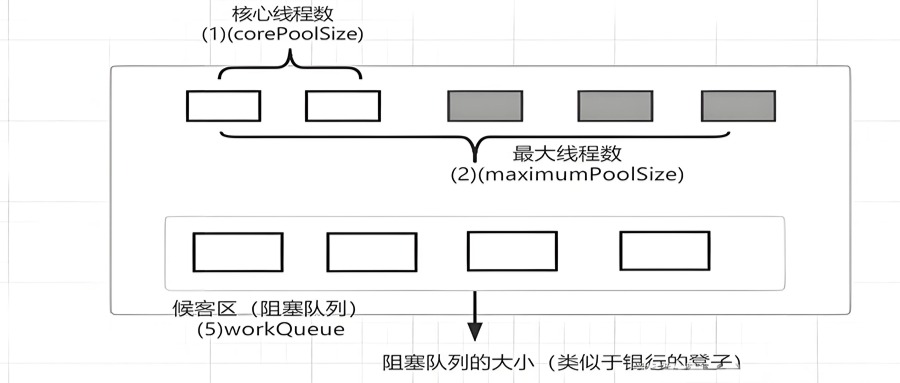 核心线程数
(1)(corePoolSize)
最大线程数
(2)(maximumPoolSize)
候客区（阻塞队列）
(5)workQueue
阻塞队列的大小（类似于银行的凳子）